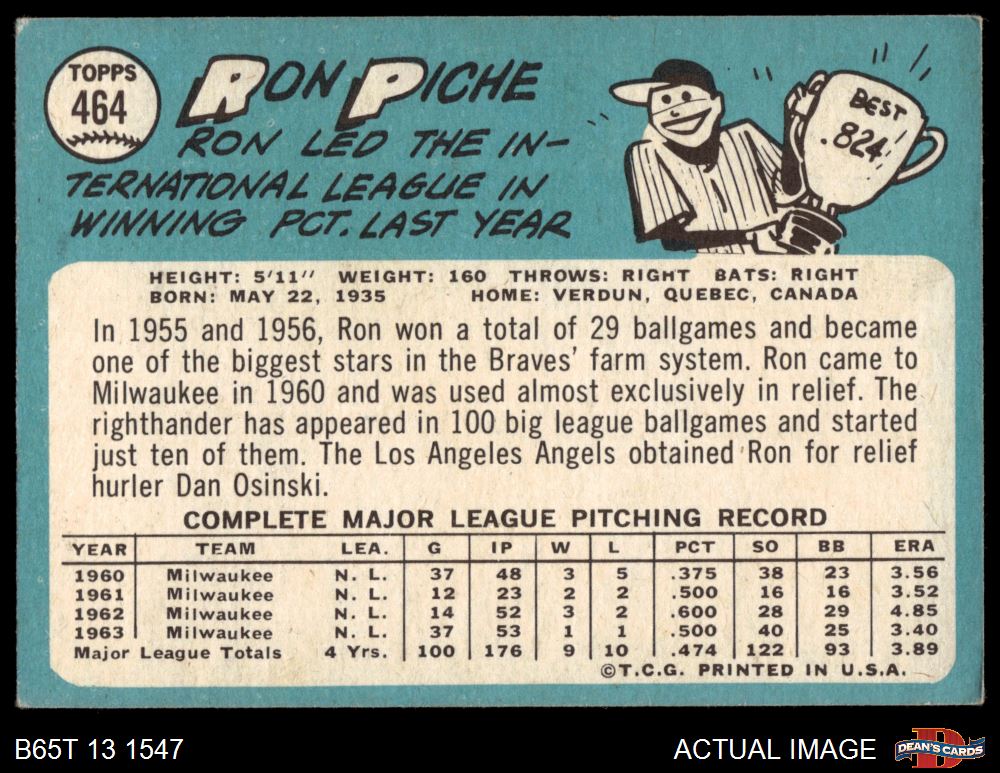 TOPPS
464
RON PICHE
RON LED THE IN-
TERNATIONAL LEAGUE IN
WINNING PCT. LAST YEAR
BEST
.824
HEIGHT: 5'11" WEIGHT: 160 THROWS: RIGHT BATS: RIGHT
BORN: MAY 22, 1935 HOME: VERDUN, QUEBEC, CANADA
In 1955 and 1956, Ron won a total of 29 ballgames and became
one of the biggest stars in the Braves' farm system. Ron came to
Milwaukee in 1960 and was used almost exclusively in relief. The
righthander has appeared in 100 big league ballgames and started
just ten of them. The Los Angeles Angels obtained Ron for relief
hurler Dan Osinski.
COMPLETE MAJOR LEAGUE PITCHING RECORD
YEAR TEAM LEA. G IP W L PCT SO BB ERA
1960 Milwaukee N. L. 37 48 3 5 .375 38 23 3.56
1961 Milwaukee N. L. 12 23 2 2 .500 16 16 3.52
1962 Milwaukee N. L. 14 52 3 2 .600 28 29 4.85
1963 Milwaukee N. L. 37 53 1 1 .500 40 25 3.40
Major League Totals 4 Yrs. 100 176 9 10 .474 122 93 3.89
©T.C.G. PRINTED IN U.S.A.
B65T 13 1547
ACTUAL IMAGE
DEAN'S CARDS